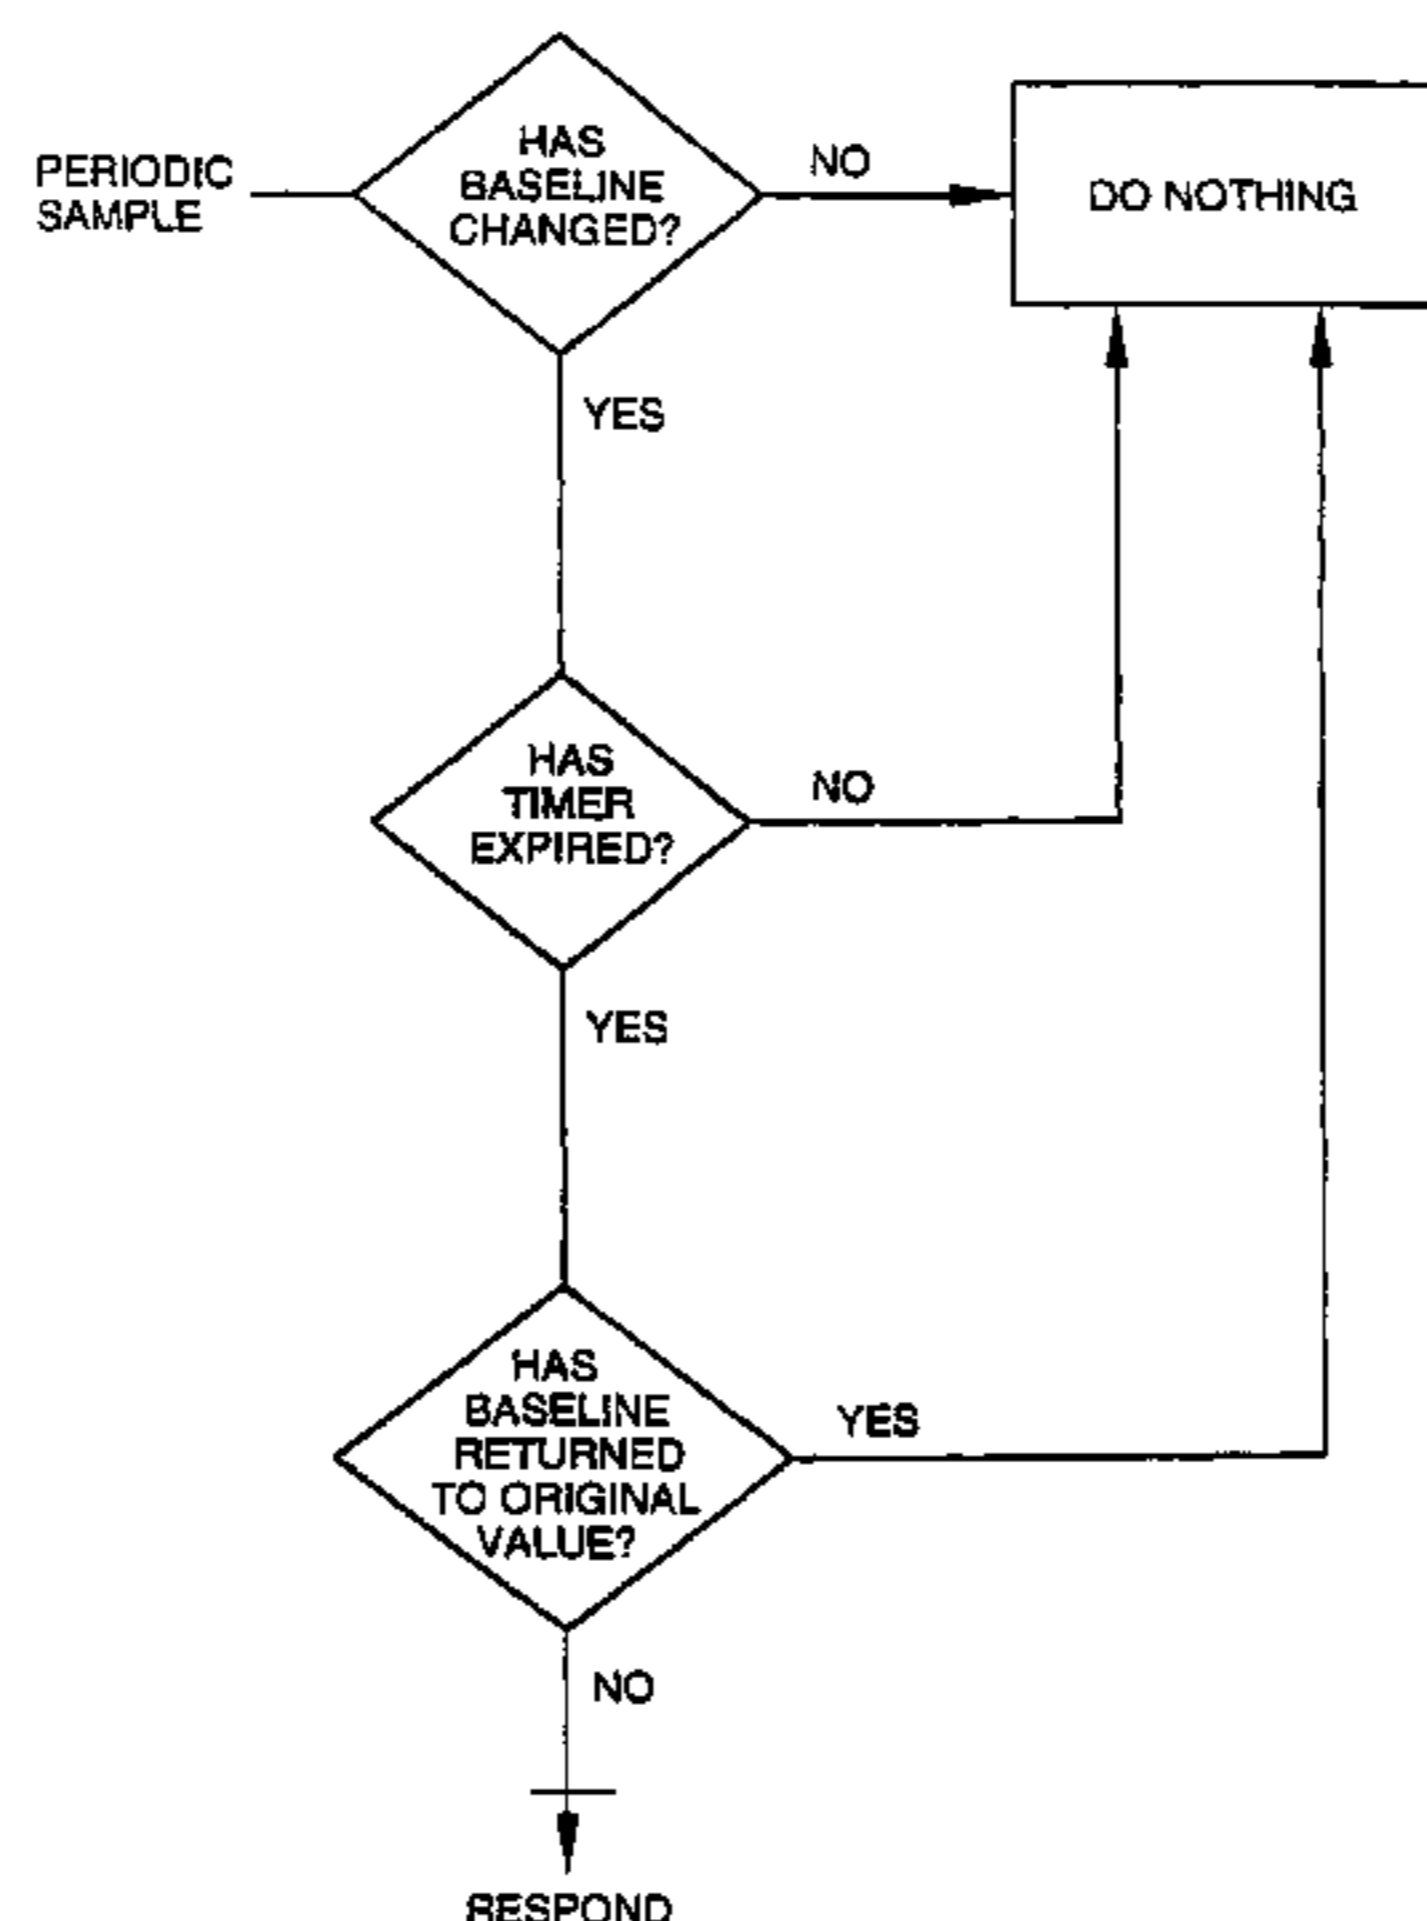 PERIODIC
SAMPLE
HAS
BASELINE
CHANGED?
NO
DO NOTHING
YES
HAS
TIMER
EXPIRED?
NO
YES
HAS
BASELINE
RETURNED
TO ORIGINAL
VALUE?
YES
NO
RESPOND